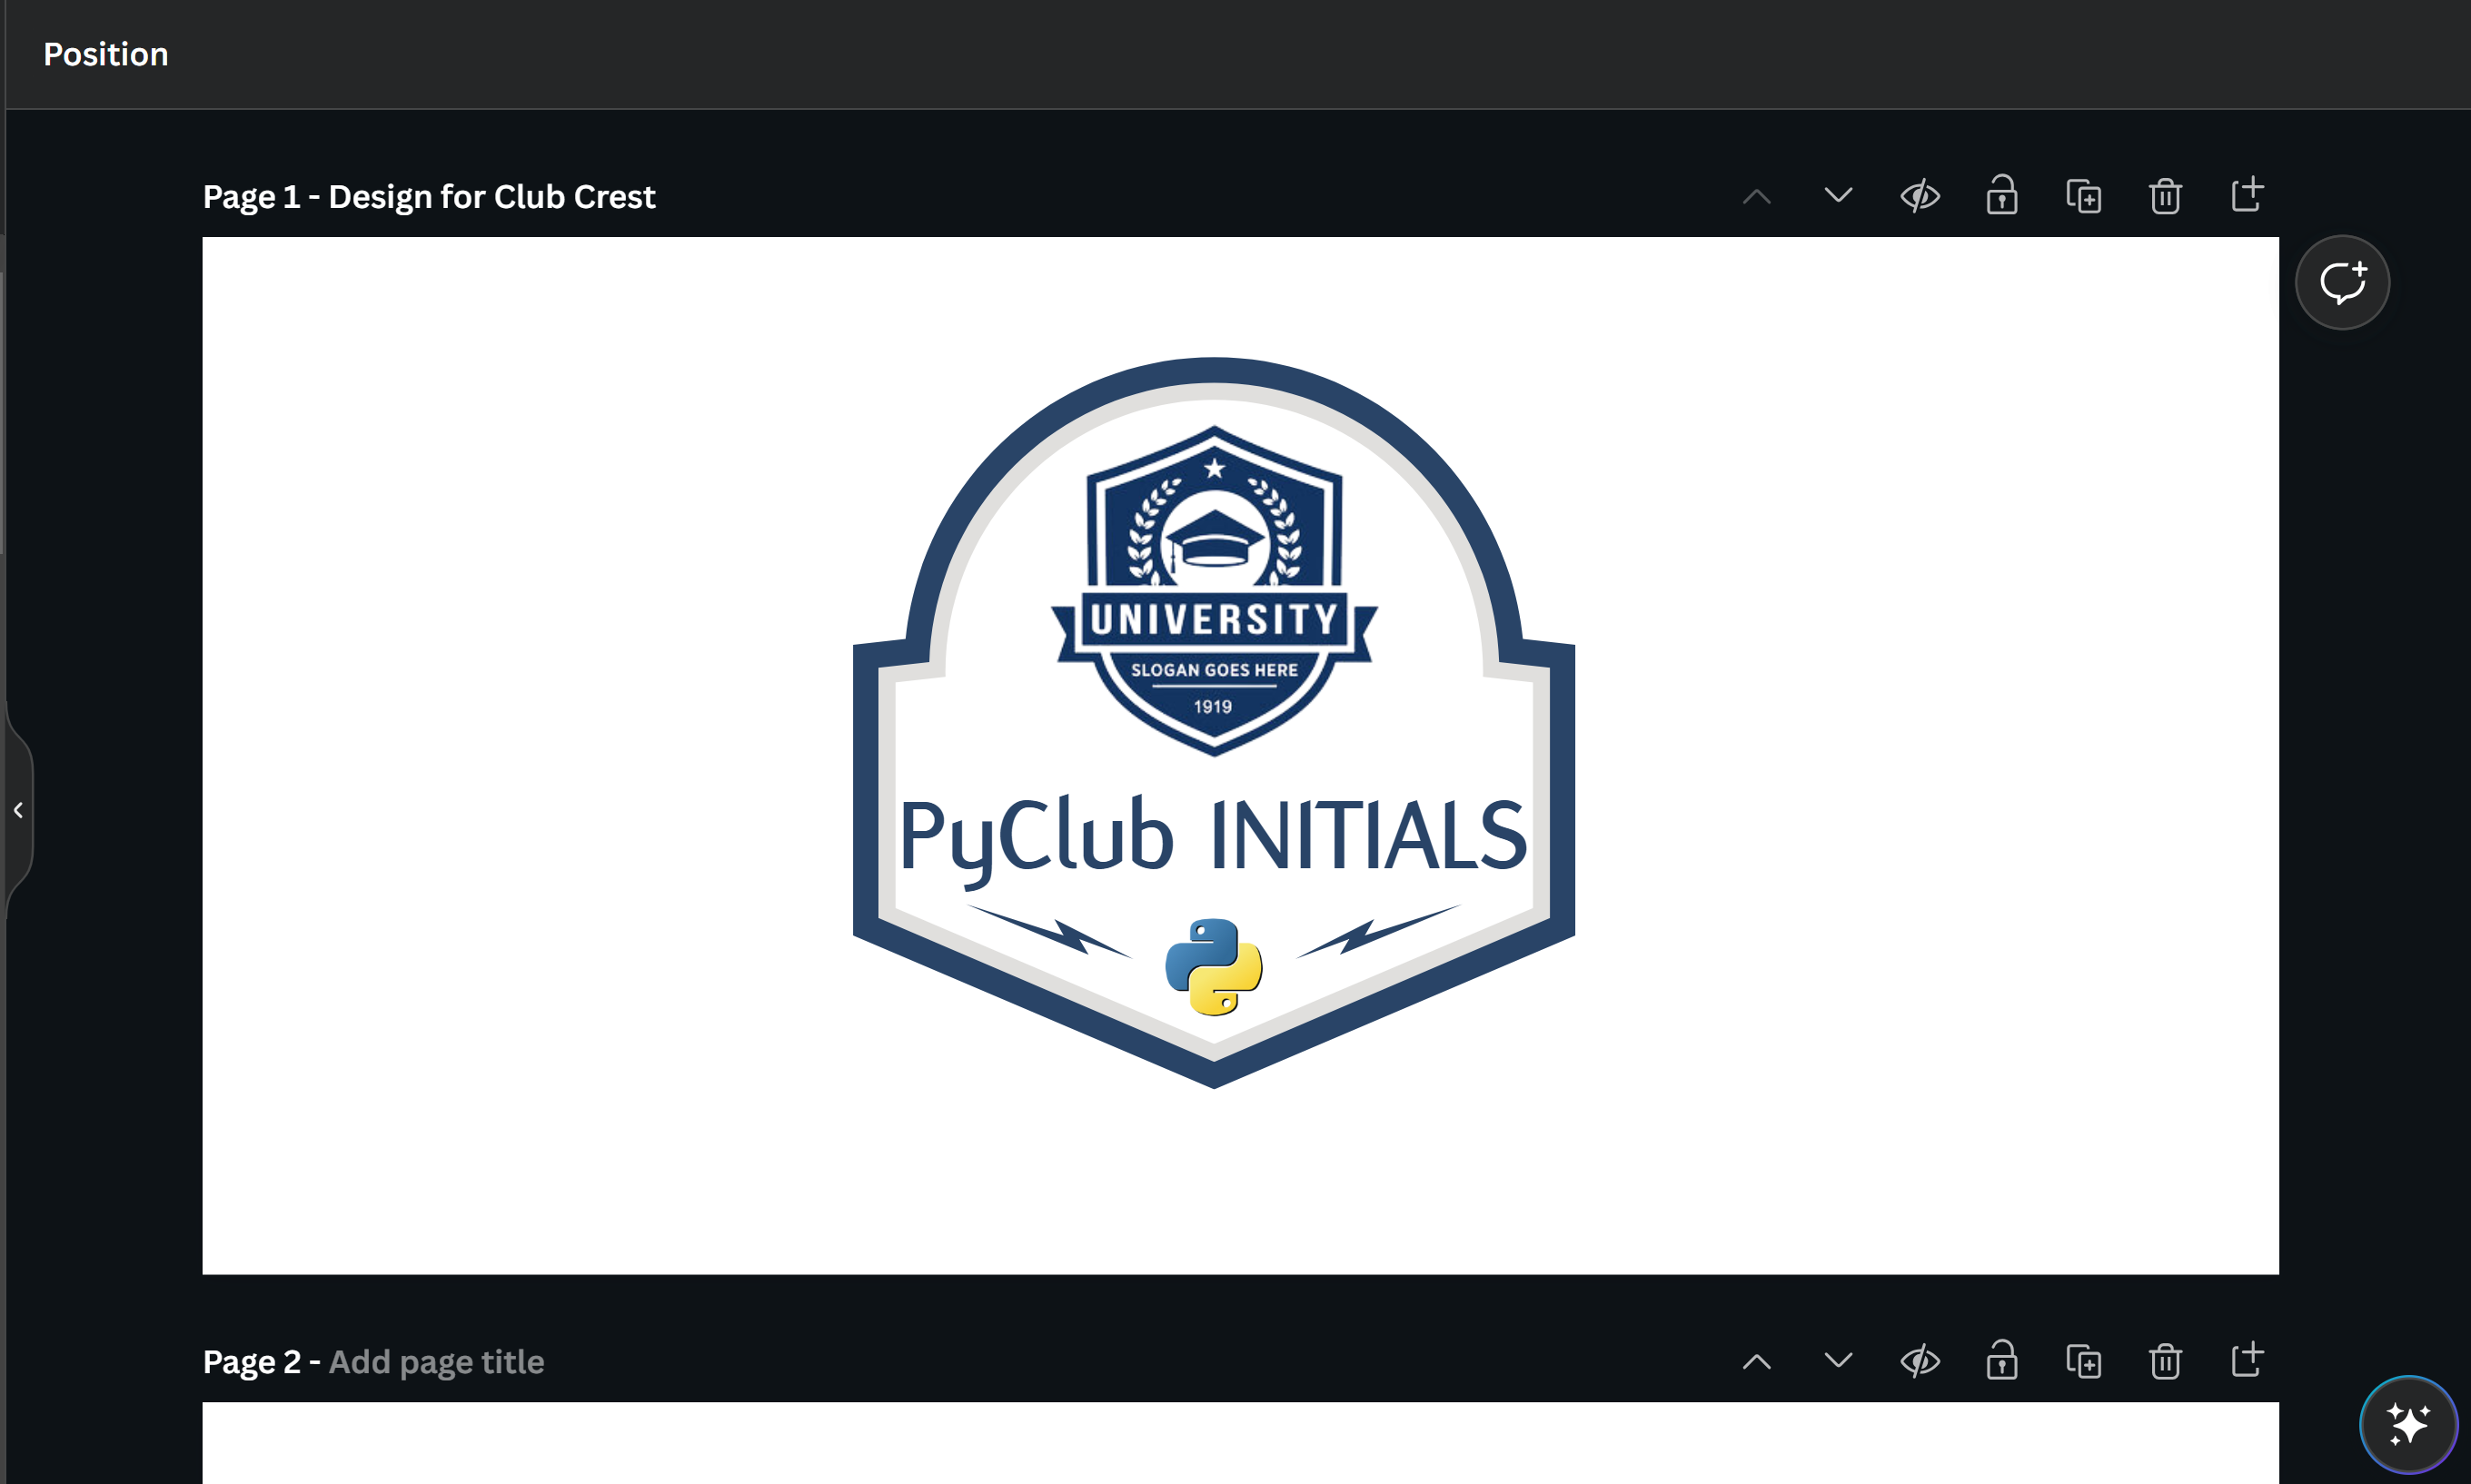 Position
Page 1 - Design for Club Crest
UNIVERSITY
SLOGAN GOES HERE
1919
PyClub INITIALS
Page 2 - Add page title